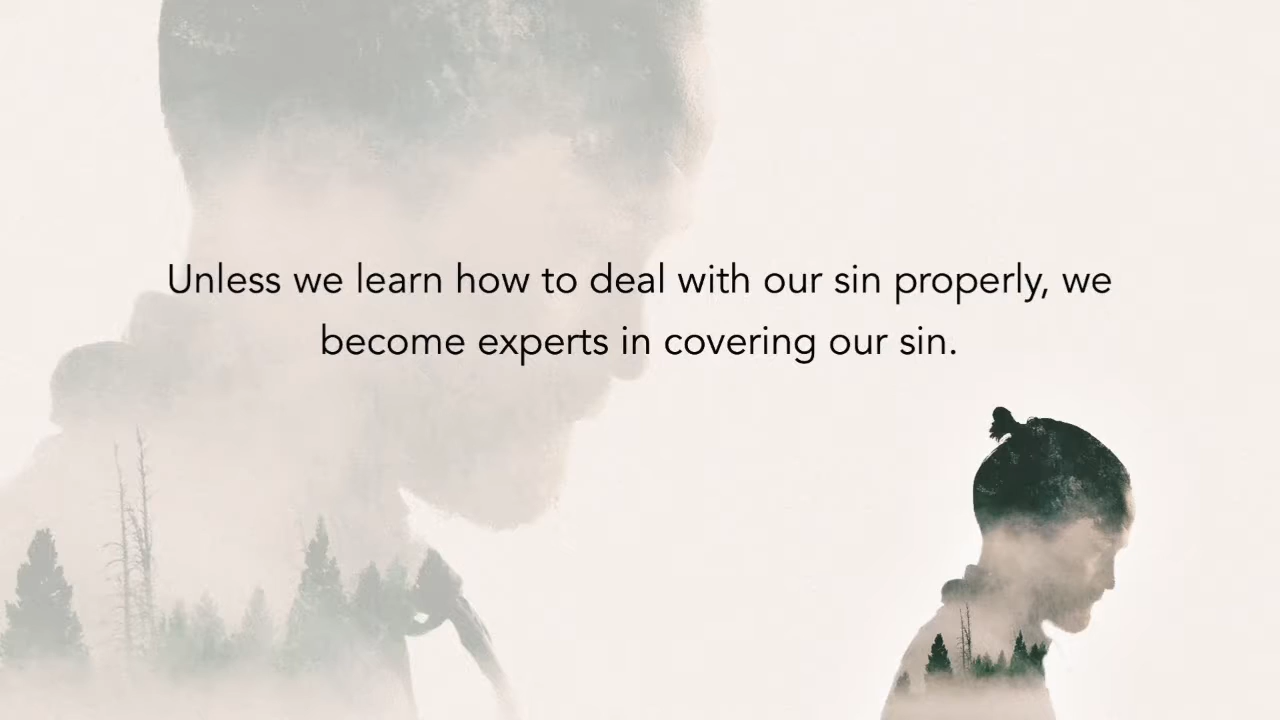 Unless we learn how to deal with our sin properly, we
become experts in covering our sin.